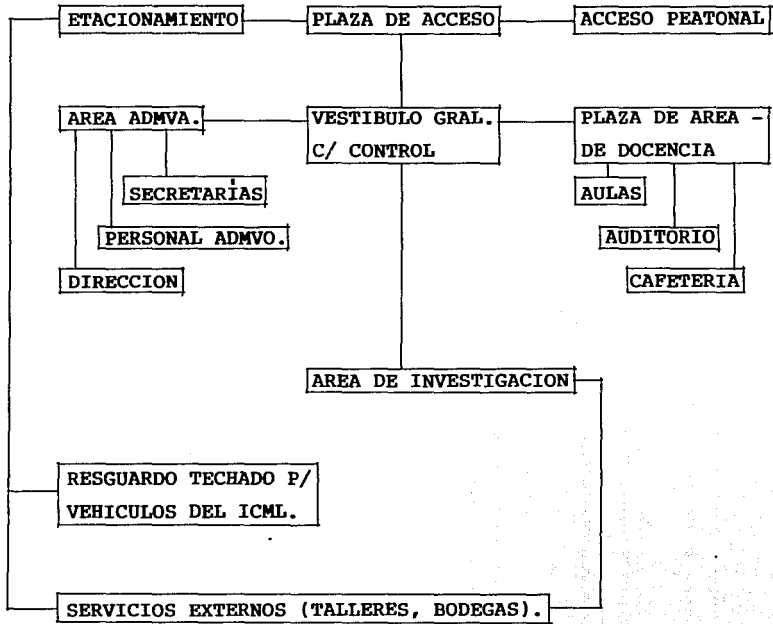 ETACIONAMIENTO
PLAZA DE ACCESO
ACCESO PEATONAL
AREA ADMVA.
VESTIBULO GRAL.
C/ CONTROL
PLAZA DE AREA -
DE DOCENCIA
SECRETARÍAS
PERSONAL ADMVO.
DIRECCION
AULAS
AUDITORIO
CAFETERIA
AREA DE INVESTIGACION
RESGUARDO TECHADO P/
VEHICULOS DEL ICML.
SERVICIOS EXTERNOS (TALLERES, BODEGAS).